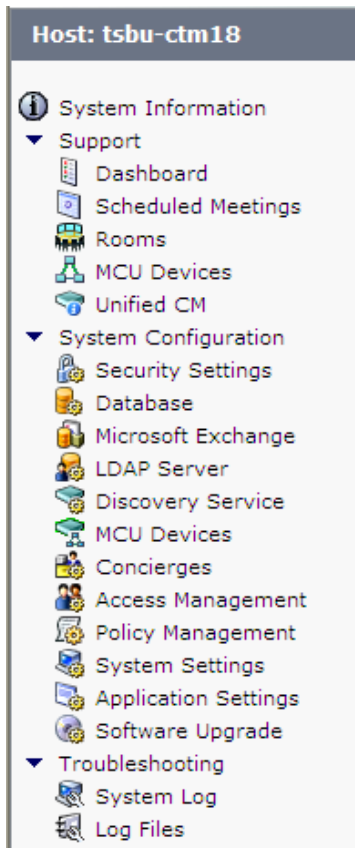 Host: tsbu-ctm18
System Information
Support
Dashboard
Scheduled Meetings
Rooms
MCU Devices
Unified CM
System Configuration
Security Settings
Database
Microsoft Exchange
LDAP Server
Discovery Service
MCU Devices
Concierges
Access Management
Policy Management
System Settings
Application Settings
Software Upgrade
Troubleshooting
System Log
Log Files